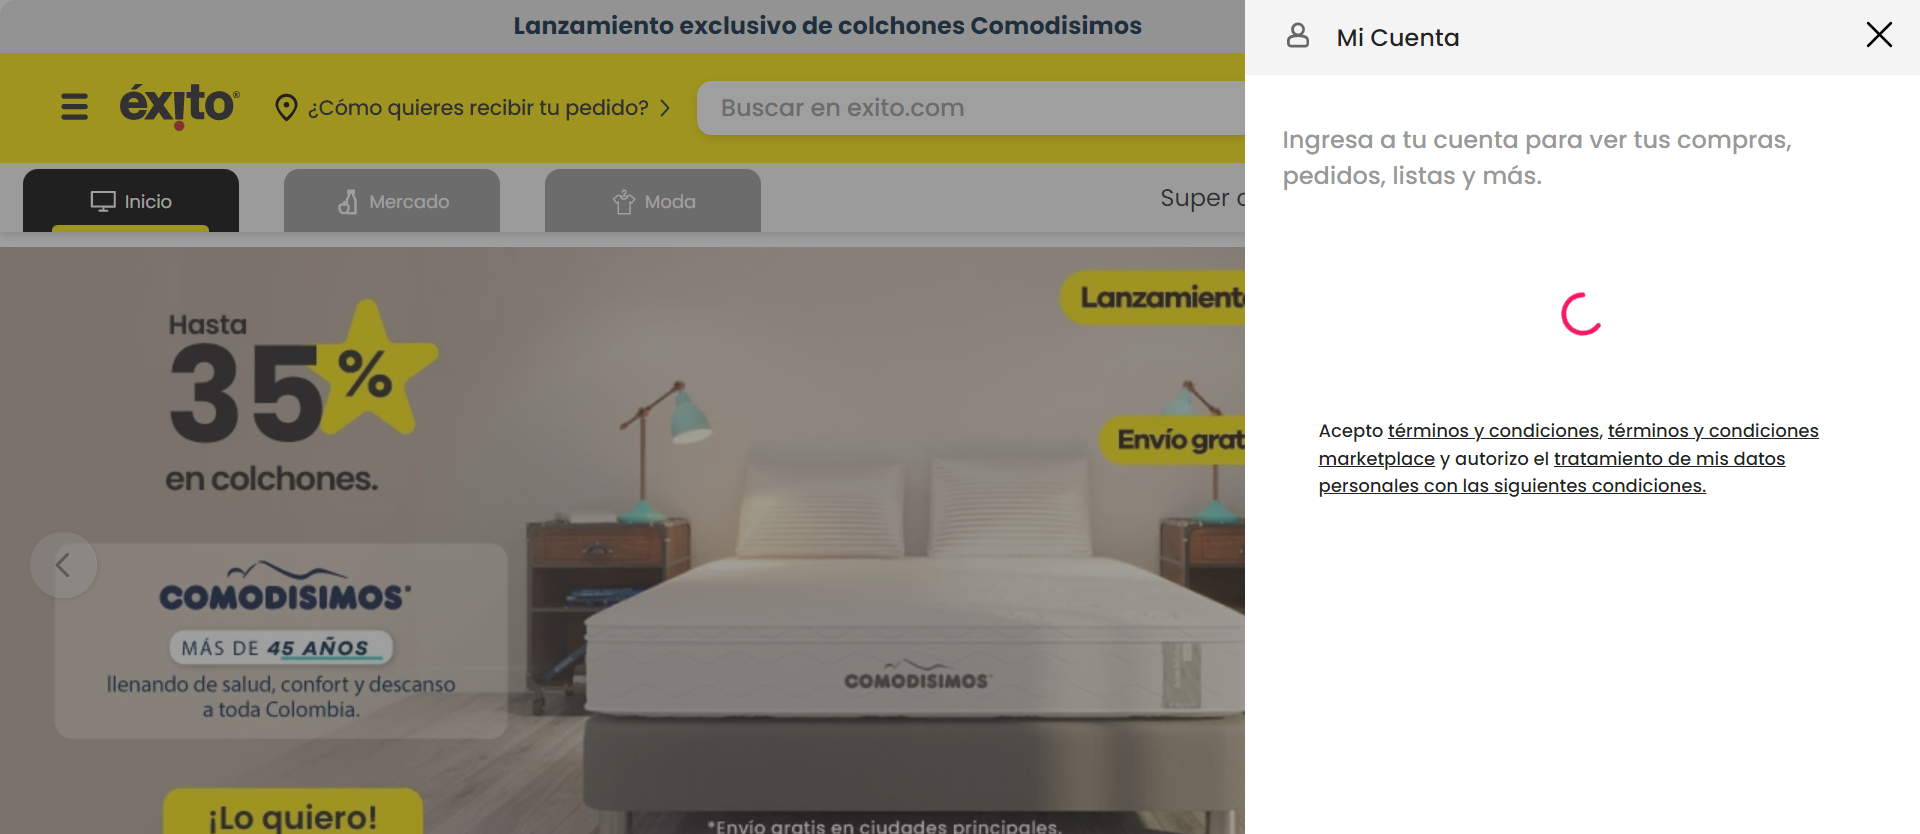 Lanzamiento exclusivo de colchones Comodisimos
éxito®
¿Cómo quieres recibir tu pedido?
Buscar en exito.com
Inicio
Mercado
Moda
Super
Hasta
35%
en colchones.
COMODISIMOS
MÁS DE 45 AÑOS
llenando de salud, confort y descanso
a toda Colombia.
¡Lo quiero!
Lanzamient
Envío grat
COMODISIMOS
*Envío gratis en ciudades principales.
Mi Cuenta
Ingresa a tu cuenta para ver tus compras,
pedidos, listas y más.
Acepto términos y condiciones, términos y condiciones
marketplace y autorizo el tratamiento de mis datos
personales con las siguientes condiciones.